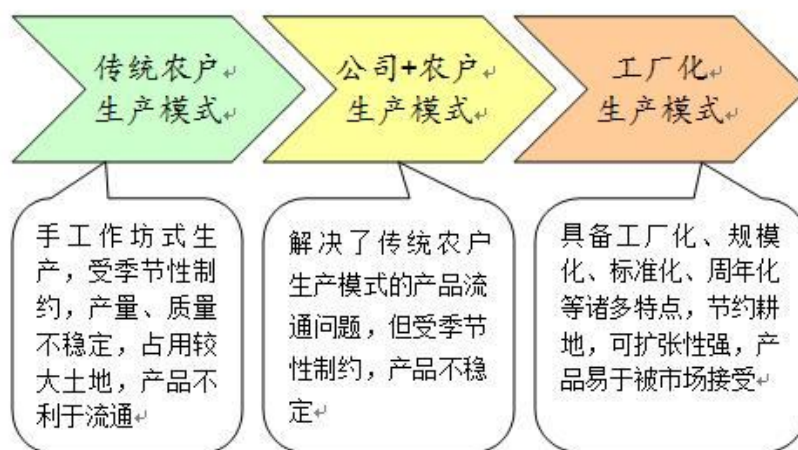 传统农户
生产模式
公司+农户
生产模式
工厂化
生产模式
手工作坊式生
产，受季节性制
约，产量、质量
不稳定，占用较
大土地，产品不
利于流通
解决了传统农户
生产模式的产品流
通问题，但受季节
性制约，产品不稳
定
具备工厂化、规模
化、标准化、周年化
等诸多特点，节约耕
地，可扩张性强，产
品易于被市场接受